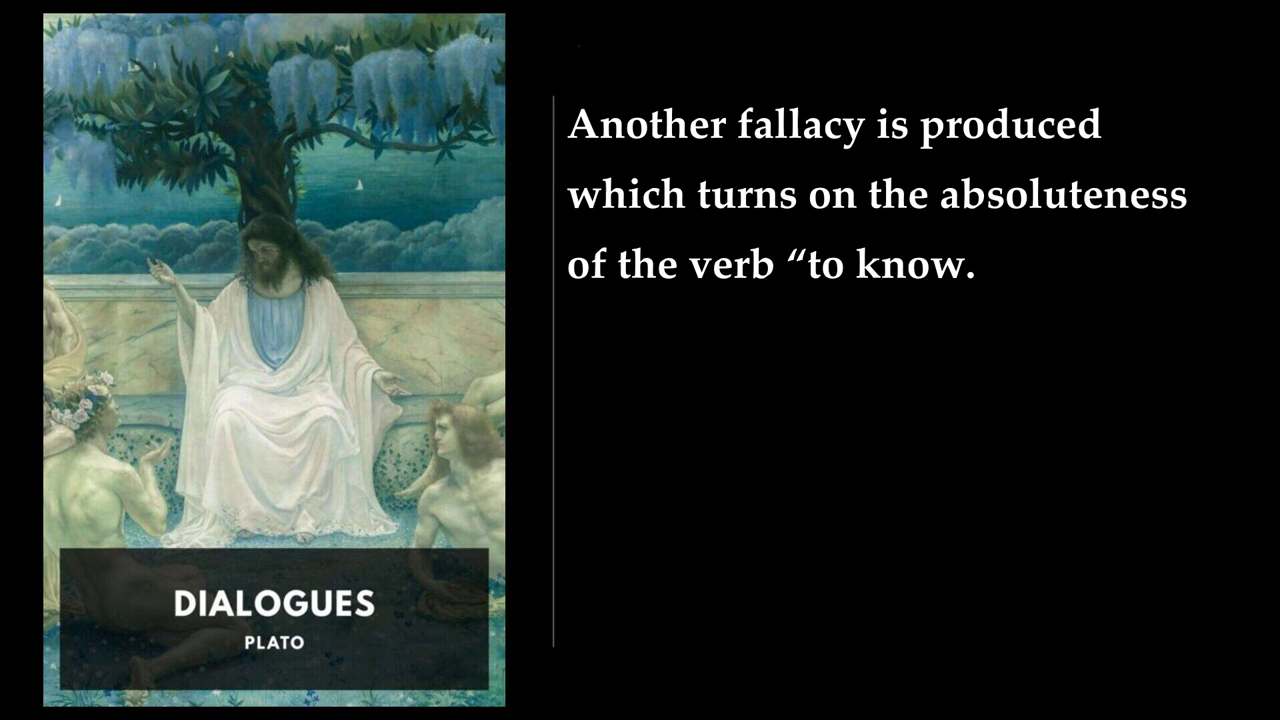 Another fallacy is produced
which turns on the absoluteness
of the verb “to know.
DIALOGUES
PLATO